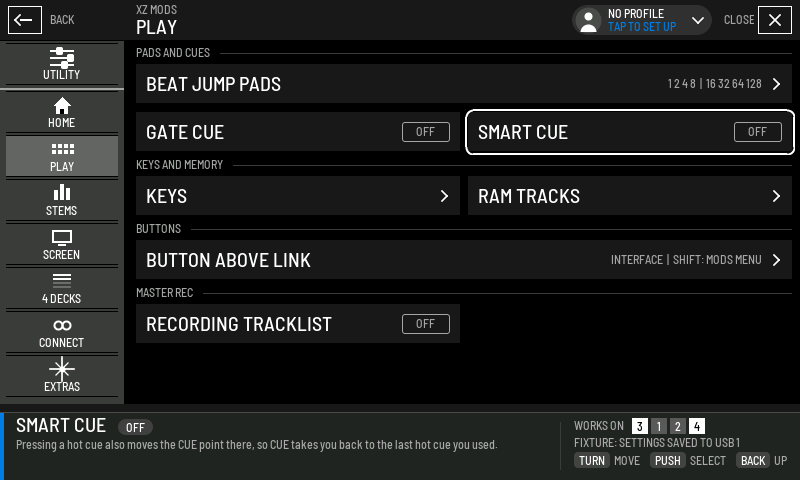 BACK
XZ MODS
PLAY
NO PROFILE
TAP TO SET UP
CLOSE
UTILITY
HOME
PLAY
STEMS
SCREEN
4 DECKS
CONNECT
EXTRAS
PADS AND CUES
BEAT JUMP PADS
1 2 4 8 | 16 32 64 128
GATE CUE OFF
SMART CUE OFF
KEYS AND MEMORY
KEYS
RAM TRACKS
BUTTONS
BUTTON ABOVE LINK
INTERFACE | SHIFT: MODS MENU
MASTER REC
RECORDING TRACKLIST OFF
SMART CUE OFF
Pressing a hot cue also moves the CUE point there, so CUE takes you back to the last hot cue you used.
WORKS ON 3 1 2 4
FIXTURE: SETTINGS SAVED TO USB 1
TURN MOVE PUSH SELECT BACK UP